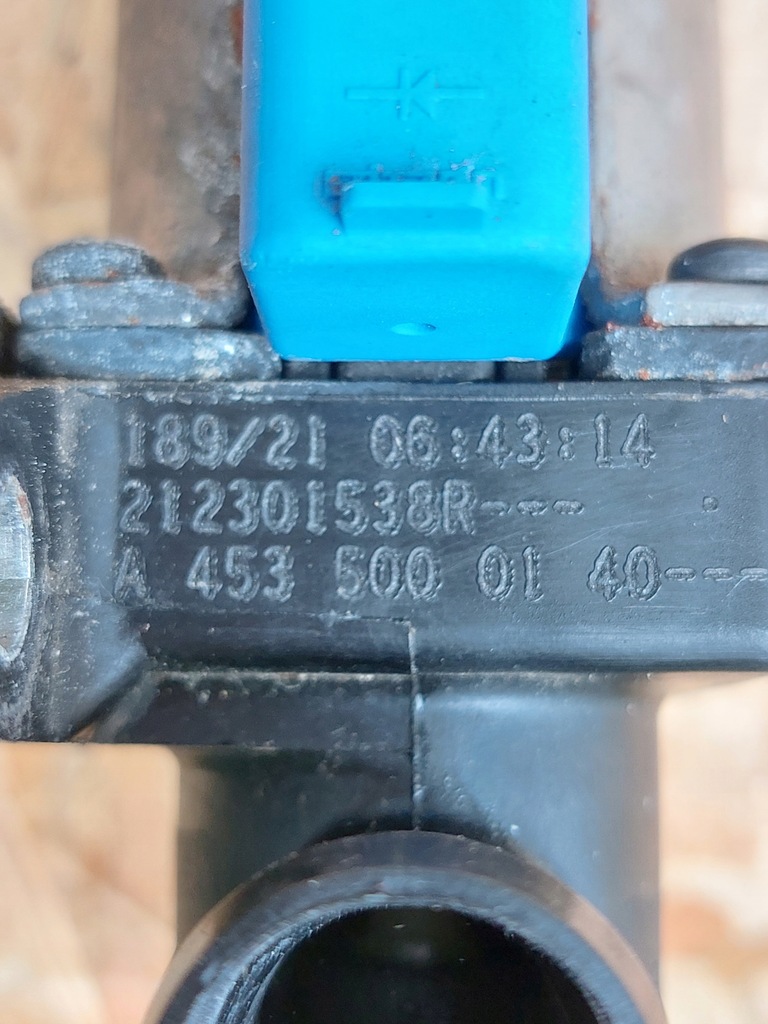 189/21 06:43:14
212301538R---
A 453 500 01 40---